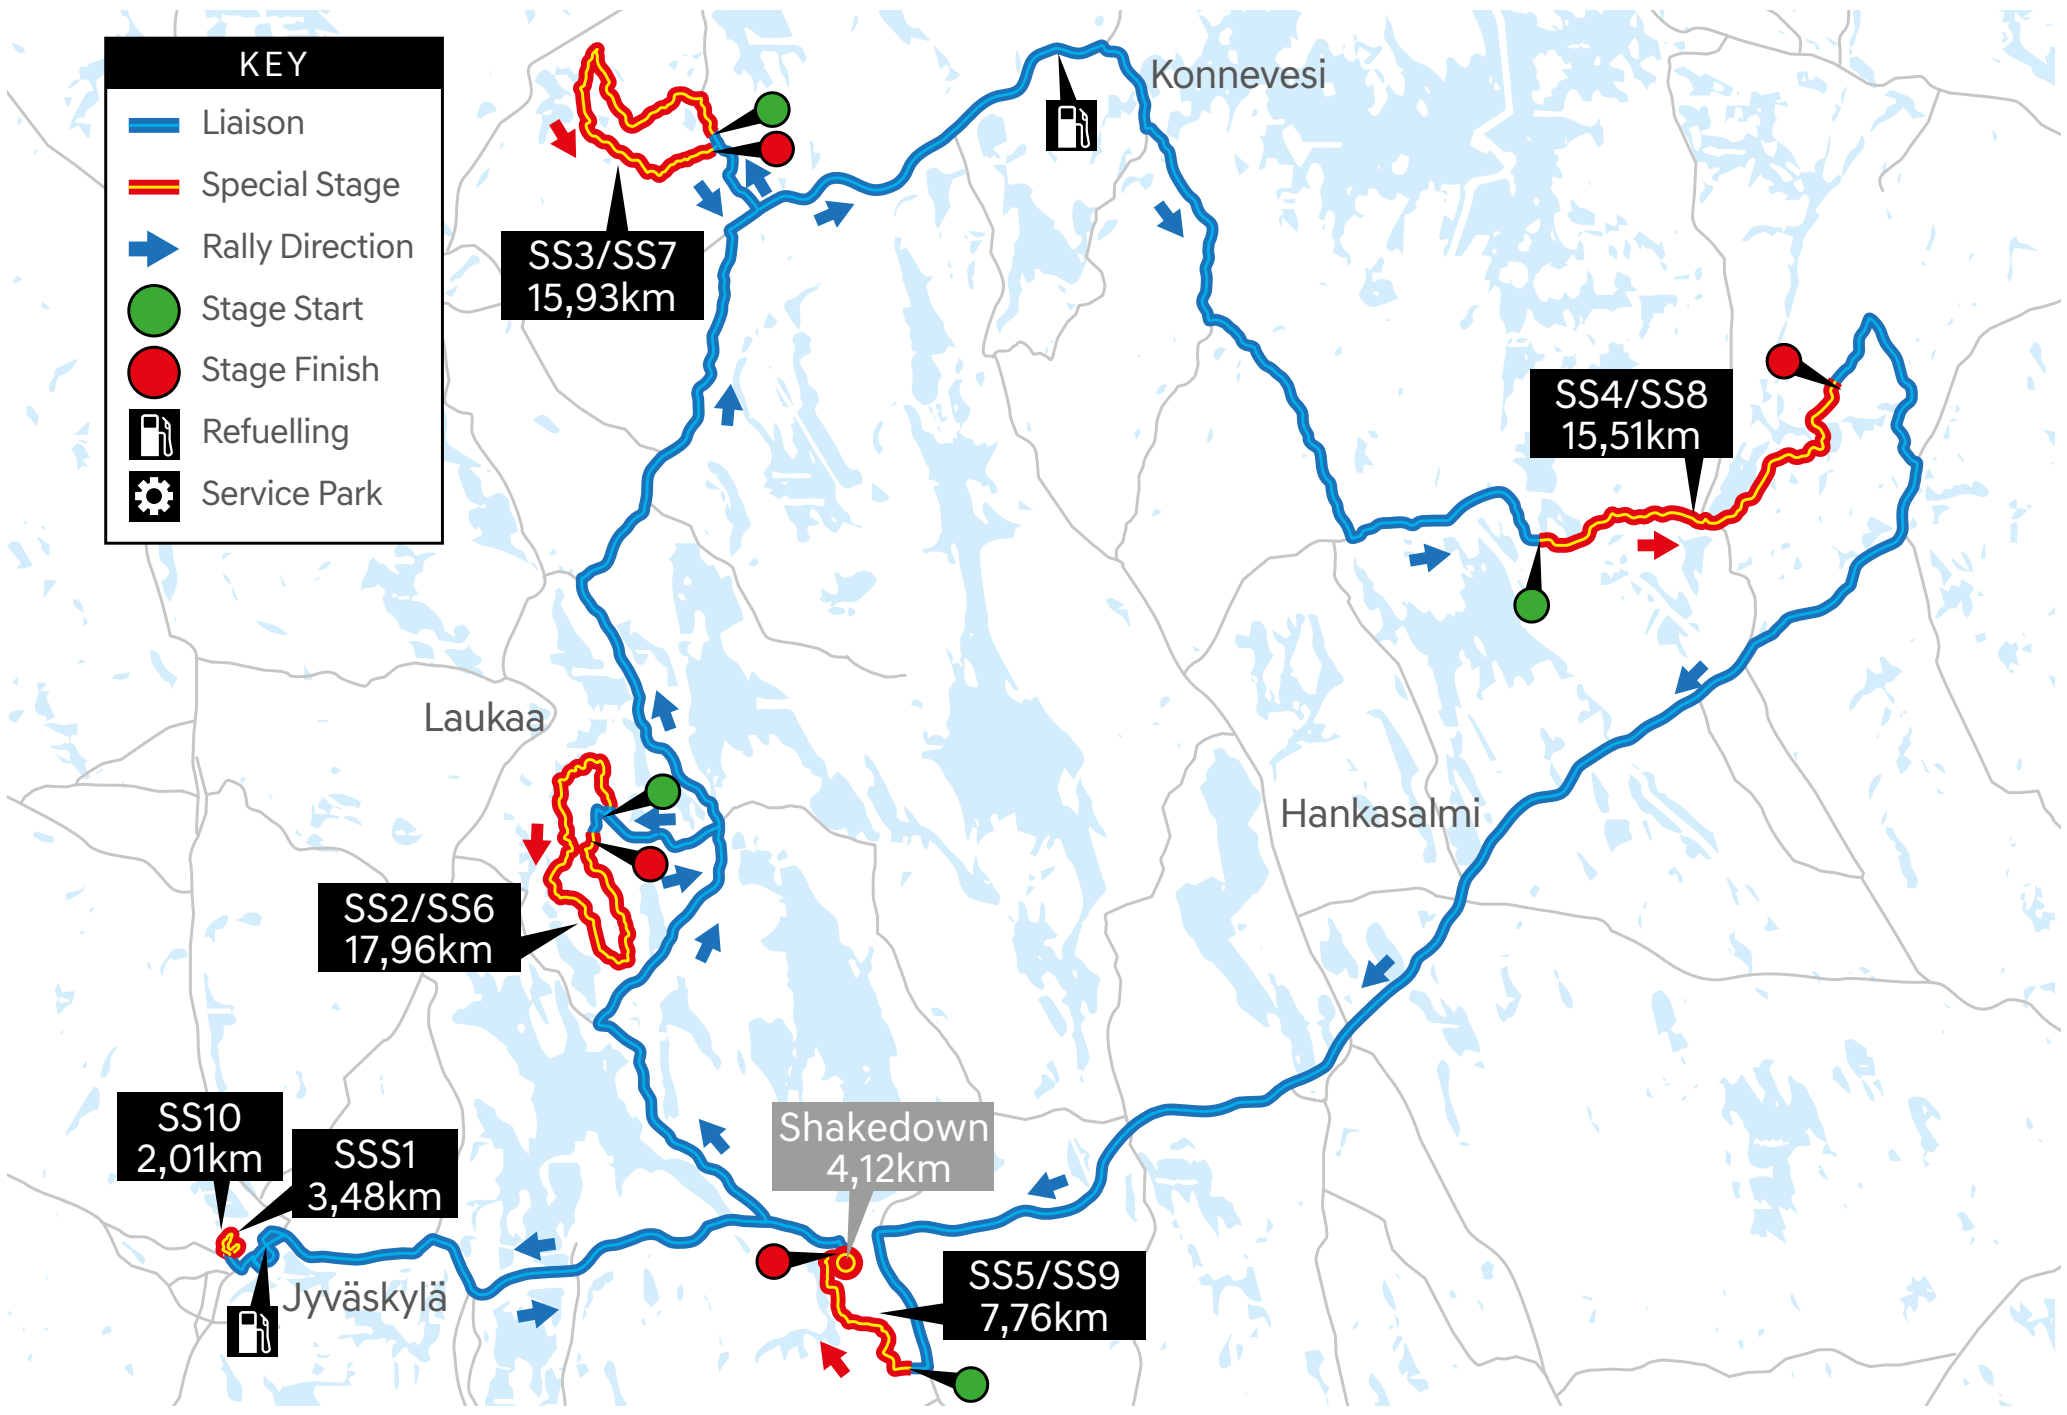 KEY
Liaison
Special Stage
Rally Direction
Stage Start
Stage Finish
Refuelling
Service Park
Konnevesi
SS3/SS7
15,93km
SS4/SS8
15,51km
Laukaa
Hankasalmi
SS2/SS6
17,96km
SS10
2,01km
SSS1
3,48km
Shakedown
4,12km
SS5/SS9
7,76km
Jyväskylä